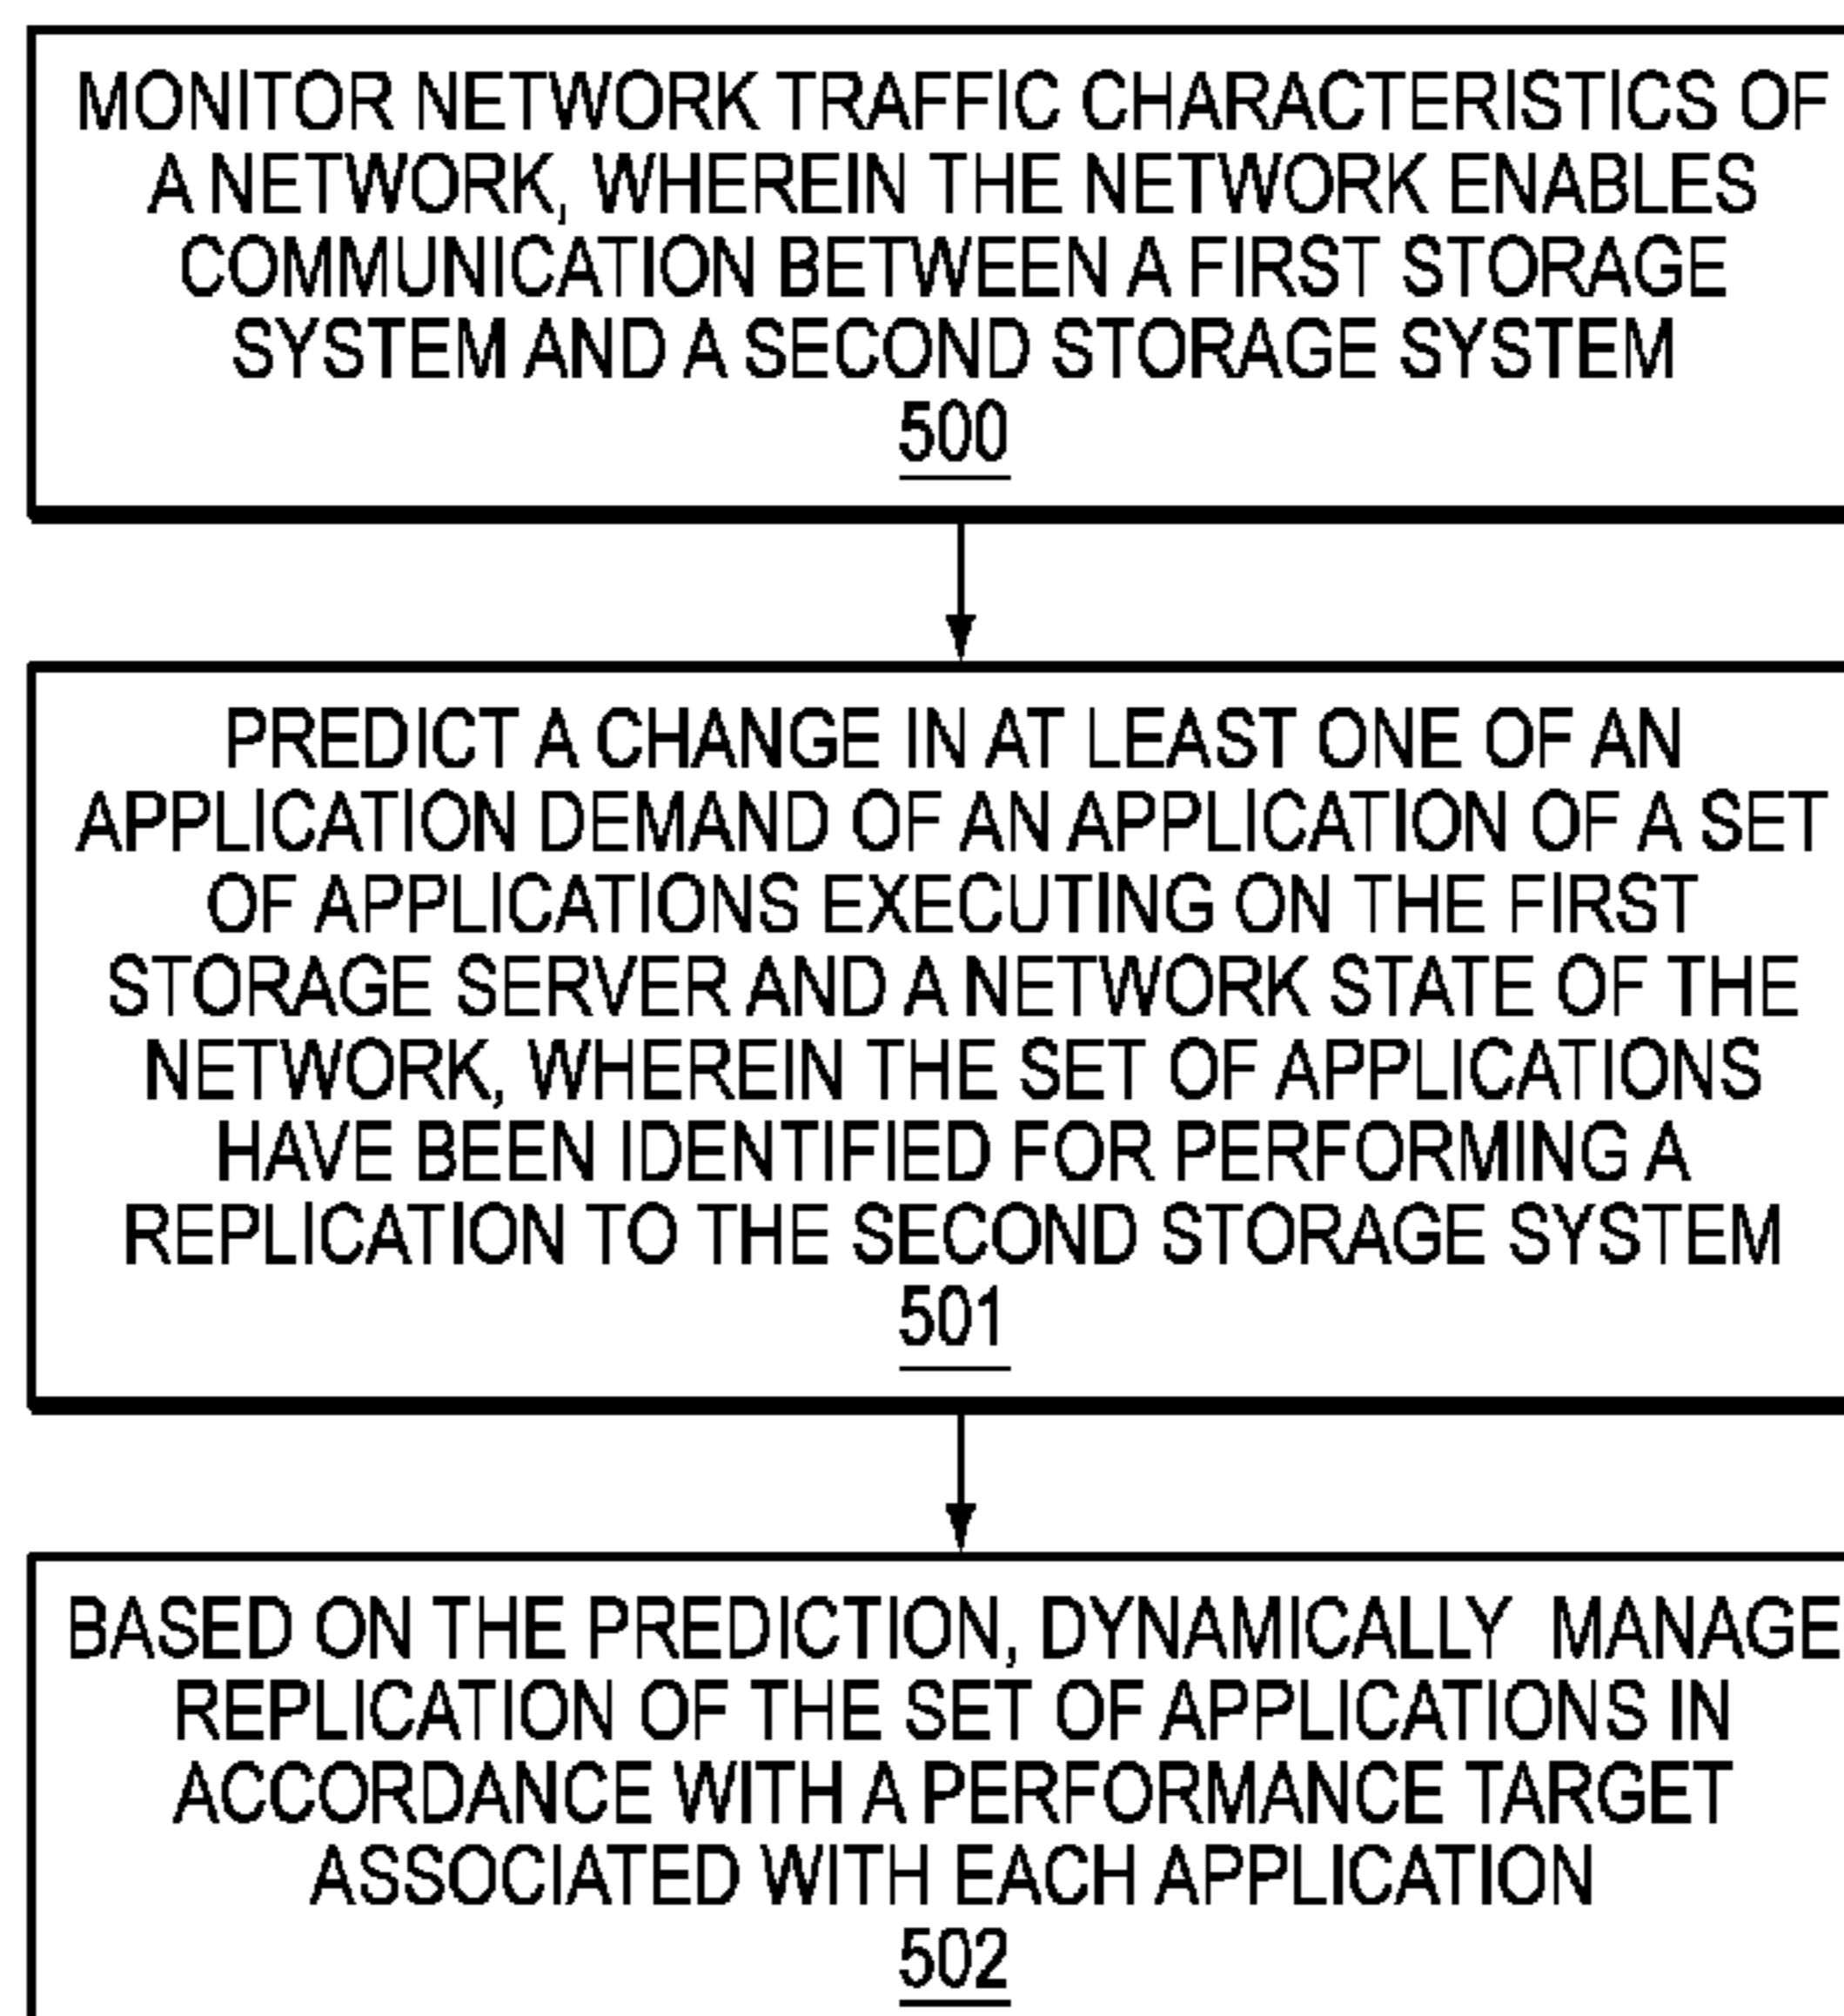 MONITOR NETWORK TRAFFIC CHARACTERISTICS OF
A NETWORK, WHEREIN THE NETWORK ENABLES
COMMUNICATION BETWEEN A FIRST STORAGE
SYSTEM AND A SECOND STORAGE SYSTEM
500
PREDICT A CHANGE IN AT LEAST ONE OF AN
APPLICATION DEMAND OF AN APPLICATION OF A SET
OF APPLICATIONS EXECUTING ON THE FIRST
STORAGE SERVER AND A NETWORK STATE OF THE
NETWORK, WHEREIN THE SET OF APPLICATIONS
HAVE BEEN IDENTIFIED FOR PERFORMING A
REPLICATION TO THE SECOND STORAGE SYSTEM
501
BASED ON THE PREDICTION, DYNAMICALLY MANAGE
REPLICATION OF THE SET OF APPLICATIONS IN
ACCORDANCE WITH A PERFORMANCE TARGET
ASSOCIATED WITH EACH APPLICATION
502